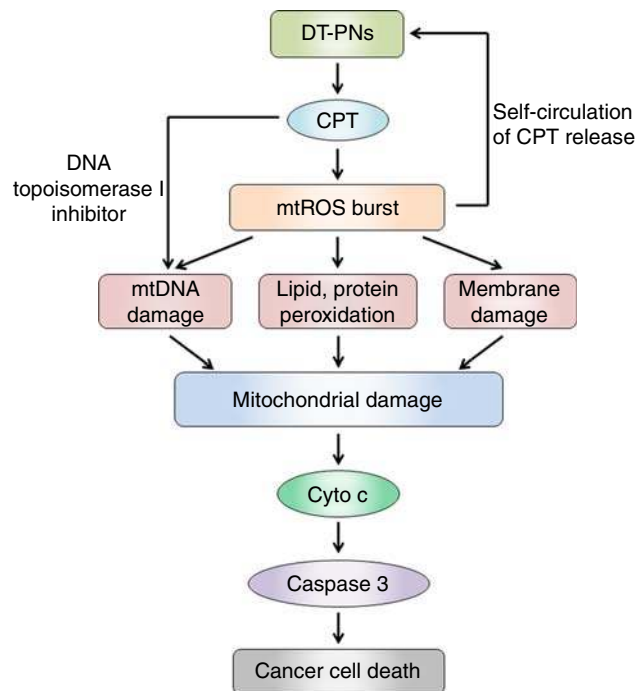 DT-PNs
CPT
Self-circulation
of CPT release
DNA
topoisomerase I
inhibitor
mtROS burst
mtDNA
damage
Lipid, protein
peroxidation
Membrane
damage
Mitochondrial damage
Cyto c
Caspase 3
Cancer cell death